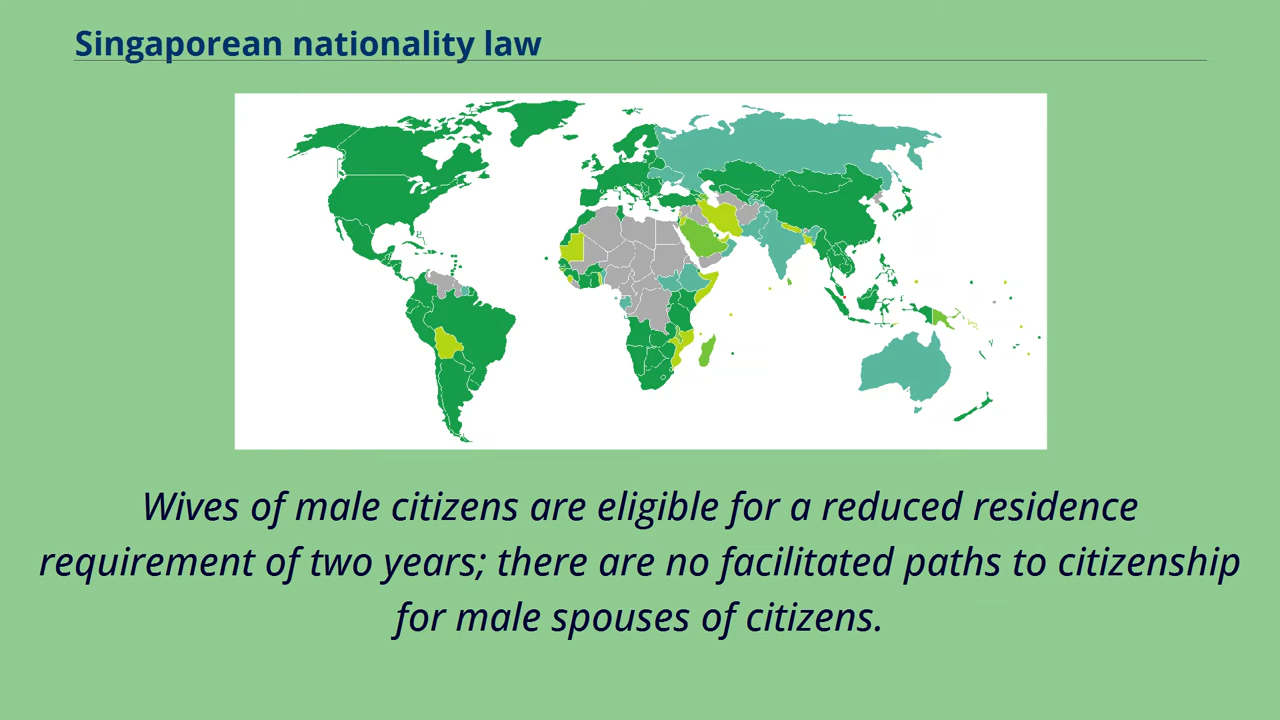 Singaporean nationality law
Wives of male citizens are eligible for a reduced residence
requirement of two years; there are no facilitated paths to citizenship
for male spouses of citizens.